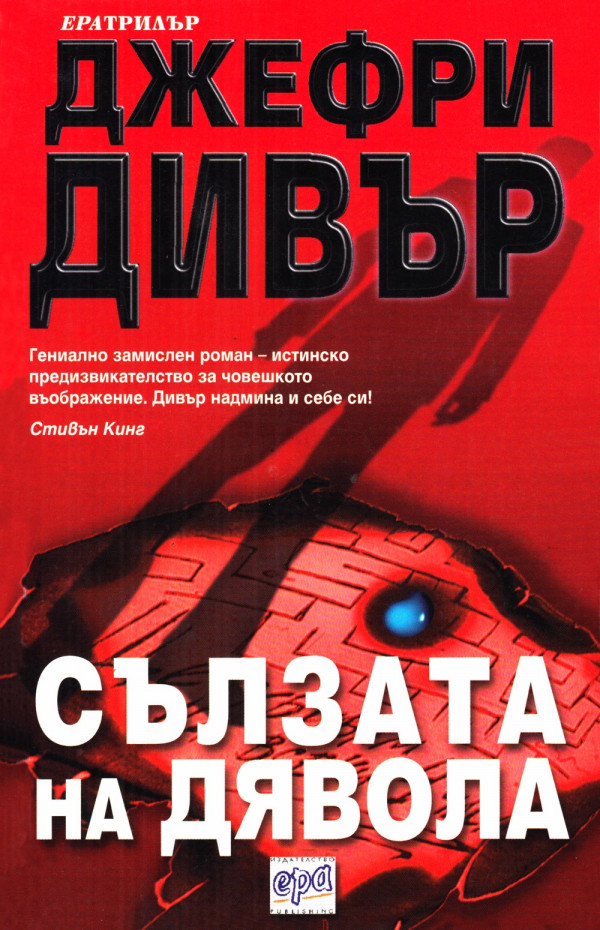 ЕРАТРИЛЪР
ДЖЕФРИ
ДИВЪР
Гениално замислен роман – истинско
предизвикателство за човешкото
въображение. Дивър надмина и себе си!
Стивън Кинг
СЪЛЗАТА
НА ДЯВОЛА
ИЗДАТЕЛСТВО
ера
PUBLISHING